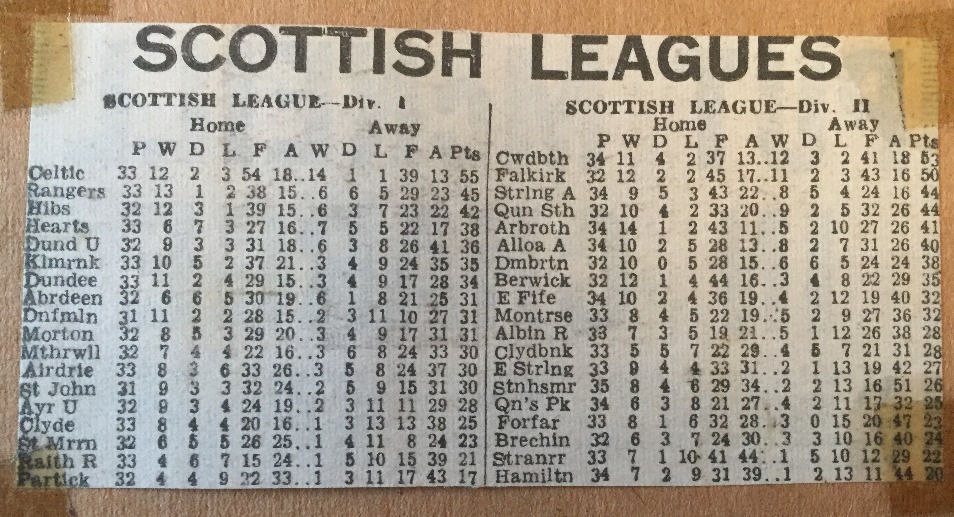 SCOTTISH LEAGUES
SCOTTISH LEAGUE—Div. I
Home Away
P W D L F A W D L F A Pts
Celtic 33 12 2 3 54 18..14 1 1 39 13 55
Rangers 33 13 1 2 38 15..6 6 5 29 23 45
Hibs 32 12 3 1 39 15..6 3 7 23 22 42
Hearts 33 6 7 3 27 16..7 5 5 22 17 38
Dund U 32 9 3 3 31 18..6 3 8 26 41 36
Klmrnk 33 10 5 2 37 21..3 4 9 24 35 35
Dundee 33 11 2 4 29 15..3 4 9 17 28 34
Abrdeen 32 6 6 5 30 19..6 1 8 21 25 31
Dnfmln 31 11 2 2 28 15..2 3 11 10 27 31
Morton 32 8 5 3 29 20..3 4 9 17 31 31
Mthrwll 32 7 4 4 22 16..3 6 8 24 33 30
Airdrie 33 8 3 6 33 26..3 5 8 24 37 30
St John 31 9 3 3 32 24..2 5 9 15 31 30
Ayr U 32 9 3 4 24 19..2 3 11 11 29 28
Clyde 33 8 4 4 20 16..1 3 13 13 38 25
St Mrrn 32 6 5 5 26 25..1 4 11 8 24 23
Raith R 33 4 6 7 15 24..1 5 10 15 39 21
Partick 32 4 4 9 22 33..1 3 11 17 43 17
SCOTTISH LEAGUE—Div. II
Home Away
P W D L F A W D L F A Pts
Cwdbth 34 11 4 2 37 13..12 3 2 41 18 53
Falkirk 32 12 2 2 45 17..11 2 3 43 16 50
Strlng A 34 9 5 3 43 22..8 5 4 24 16 44
Qun Sth 32 10 4 2 33 20..9 2 5 32 26 44
Arbroth 34 14 1 2 43 11..5 2 10 27 26 41
Alloa A 34 10 2 5 28 13..8 2 7 31 26 40
Dmbrtn 32 10 0 5 28 15..6 6 5 24 24 38
Berwick 32 12 1 4 44 16..3 4 8 22 29 35
E Fife 34 10 2 4 36 19..4 2 12 19 40 32
Montrse 33 8 4 5 22 19..5 2 9 27 36 32
Albin R 33 7 3 5 19 21..5 1 12 26 38 28
Clydbnk 33 5 5 7 22 29..4 5 7 21 31 28
E Strlng 33 9 4 4 33 31..2 1 13 19 42 27
Stnhsmr 35 8 4 6 29 34..2 2 13 16 51 26
Qn's Pk 34 6 3 8 21 27..4 2 11 17 32 25
Forfar 33 8 1 6 32 28..3 0 15 20 47 23
Brechin 32 6 3 7 24 30..3 3 10 16 40 24
Stranrr 33 7 1 10 41 44..1 5 10 12 29 22
Hamiltn 34 7 2 9 31 39..1 2 13 11 44 20